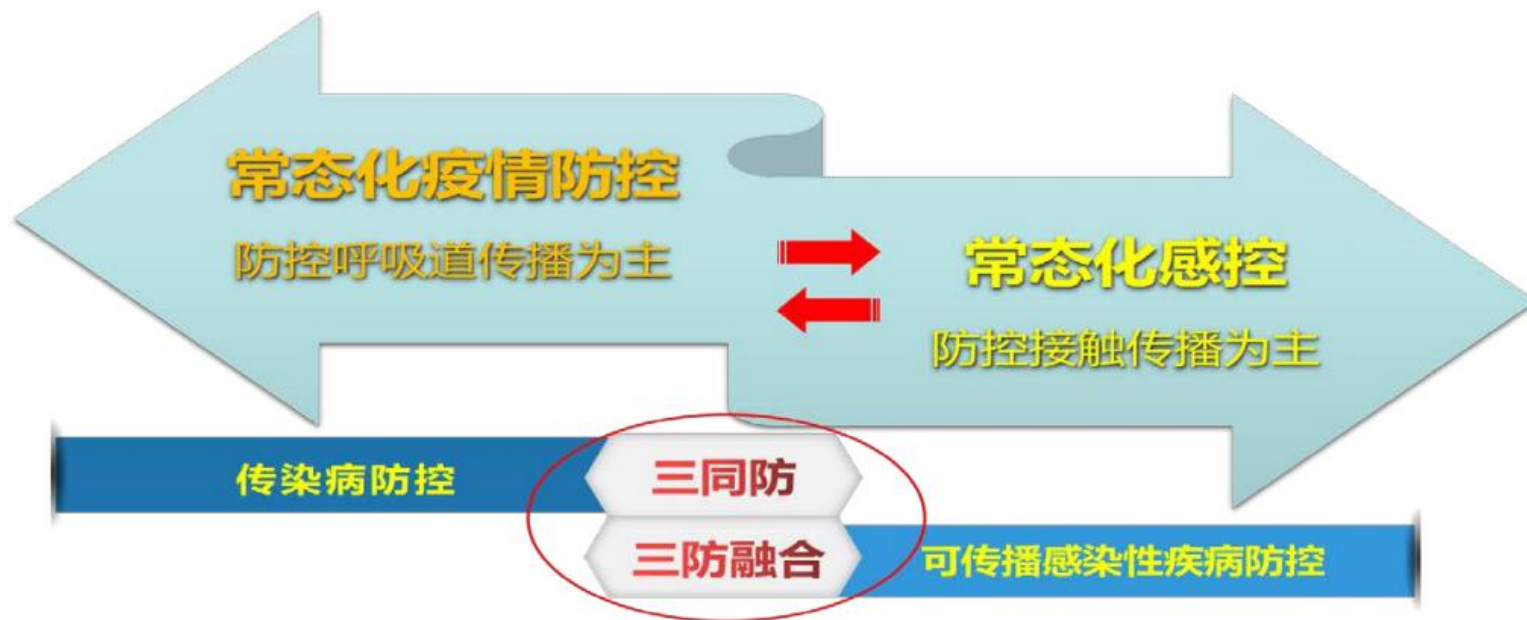 常态化疫情防控
防控呼吸道传播为主
常态化感控
防控接触传播为主
传染病防控
三同防
三防融合
可传播感染性疾病防控